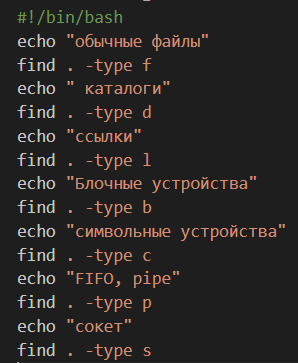 #!/bin/bash
echo "обычные файлы"
find . -type f
echo " каталоги"
find . -type d
echo "ссылки"
find . -type l
echo "Блочные устройства"
find . -type b
echo "символьные устройства"
find . -type c
echo "FIFO, pipe"
find . -type p
echo "сокет"
find . -type s